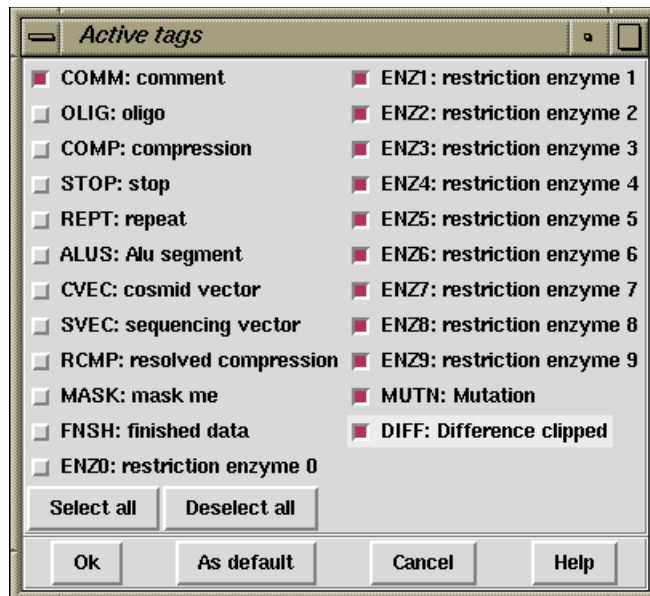 Active tags
COMM: comment
OLIG: oligo
COMP: compression
STOP: stop
REPT: repeat
ALUS: Alu segment
CVEC: cosmid vector
SVEC: sequencing vector
RCMP: resolved compression
MASK: mask me
FNSH: finished data
ENZ0: restriction enzyme 0
ENZ1: restriction enzyme 1
ENZ2: restriction enzyme 2
ENZ3: restriction enzyme 3
ENZ4: restriction enzyme 4
ENZ5: restriction enzyme 5
ENZ6: restriction enzyme 6
ENZ7: restriction enzyme 7
ENZ8: restriction enzyme 8
ENZ9: restriction enzyme 9
MUTN: Mutation
DIFF: Difference clipped
Select all Deselect all
Ok As default Cancel Help